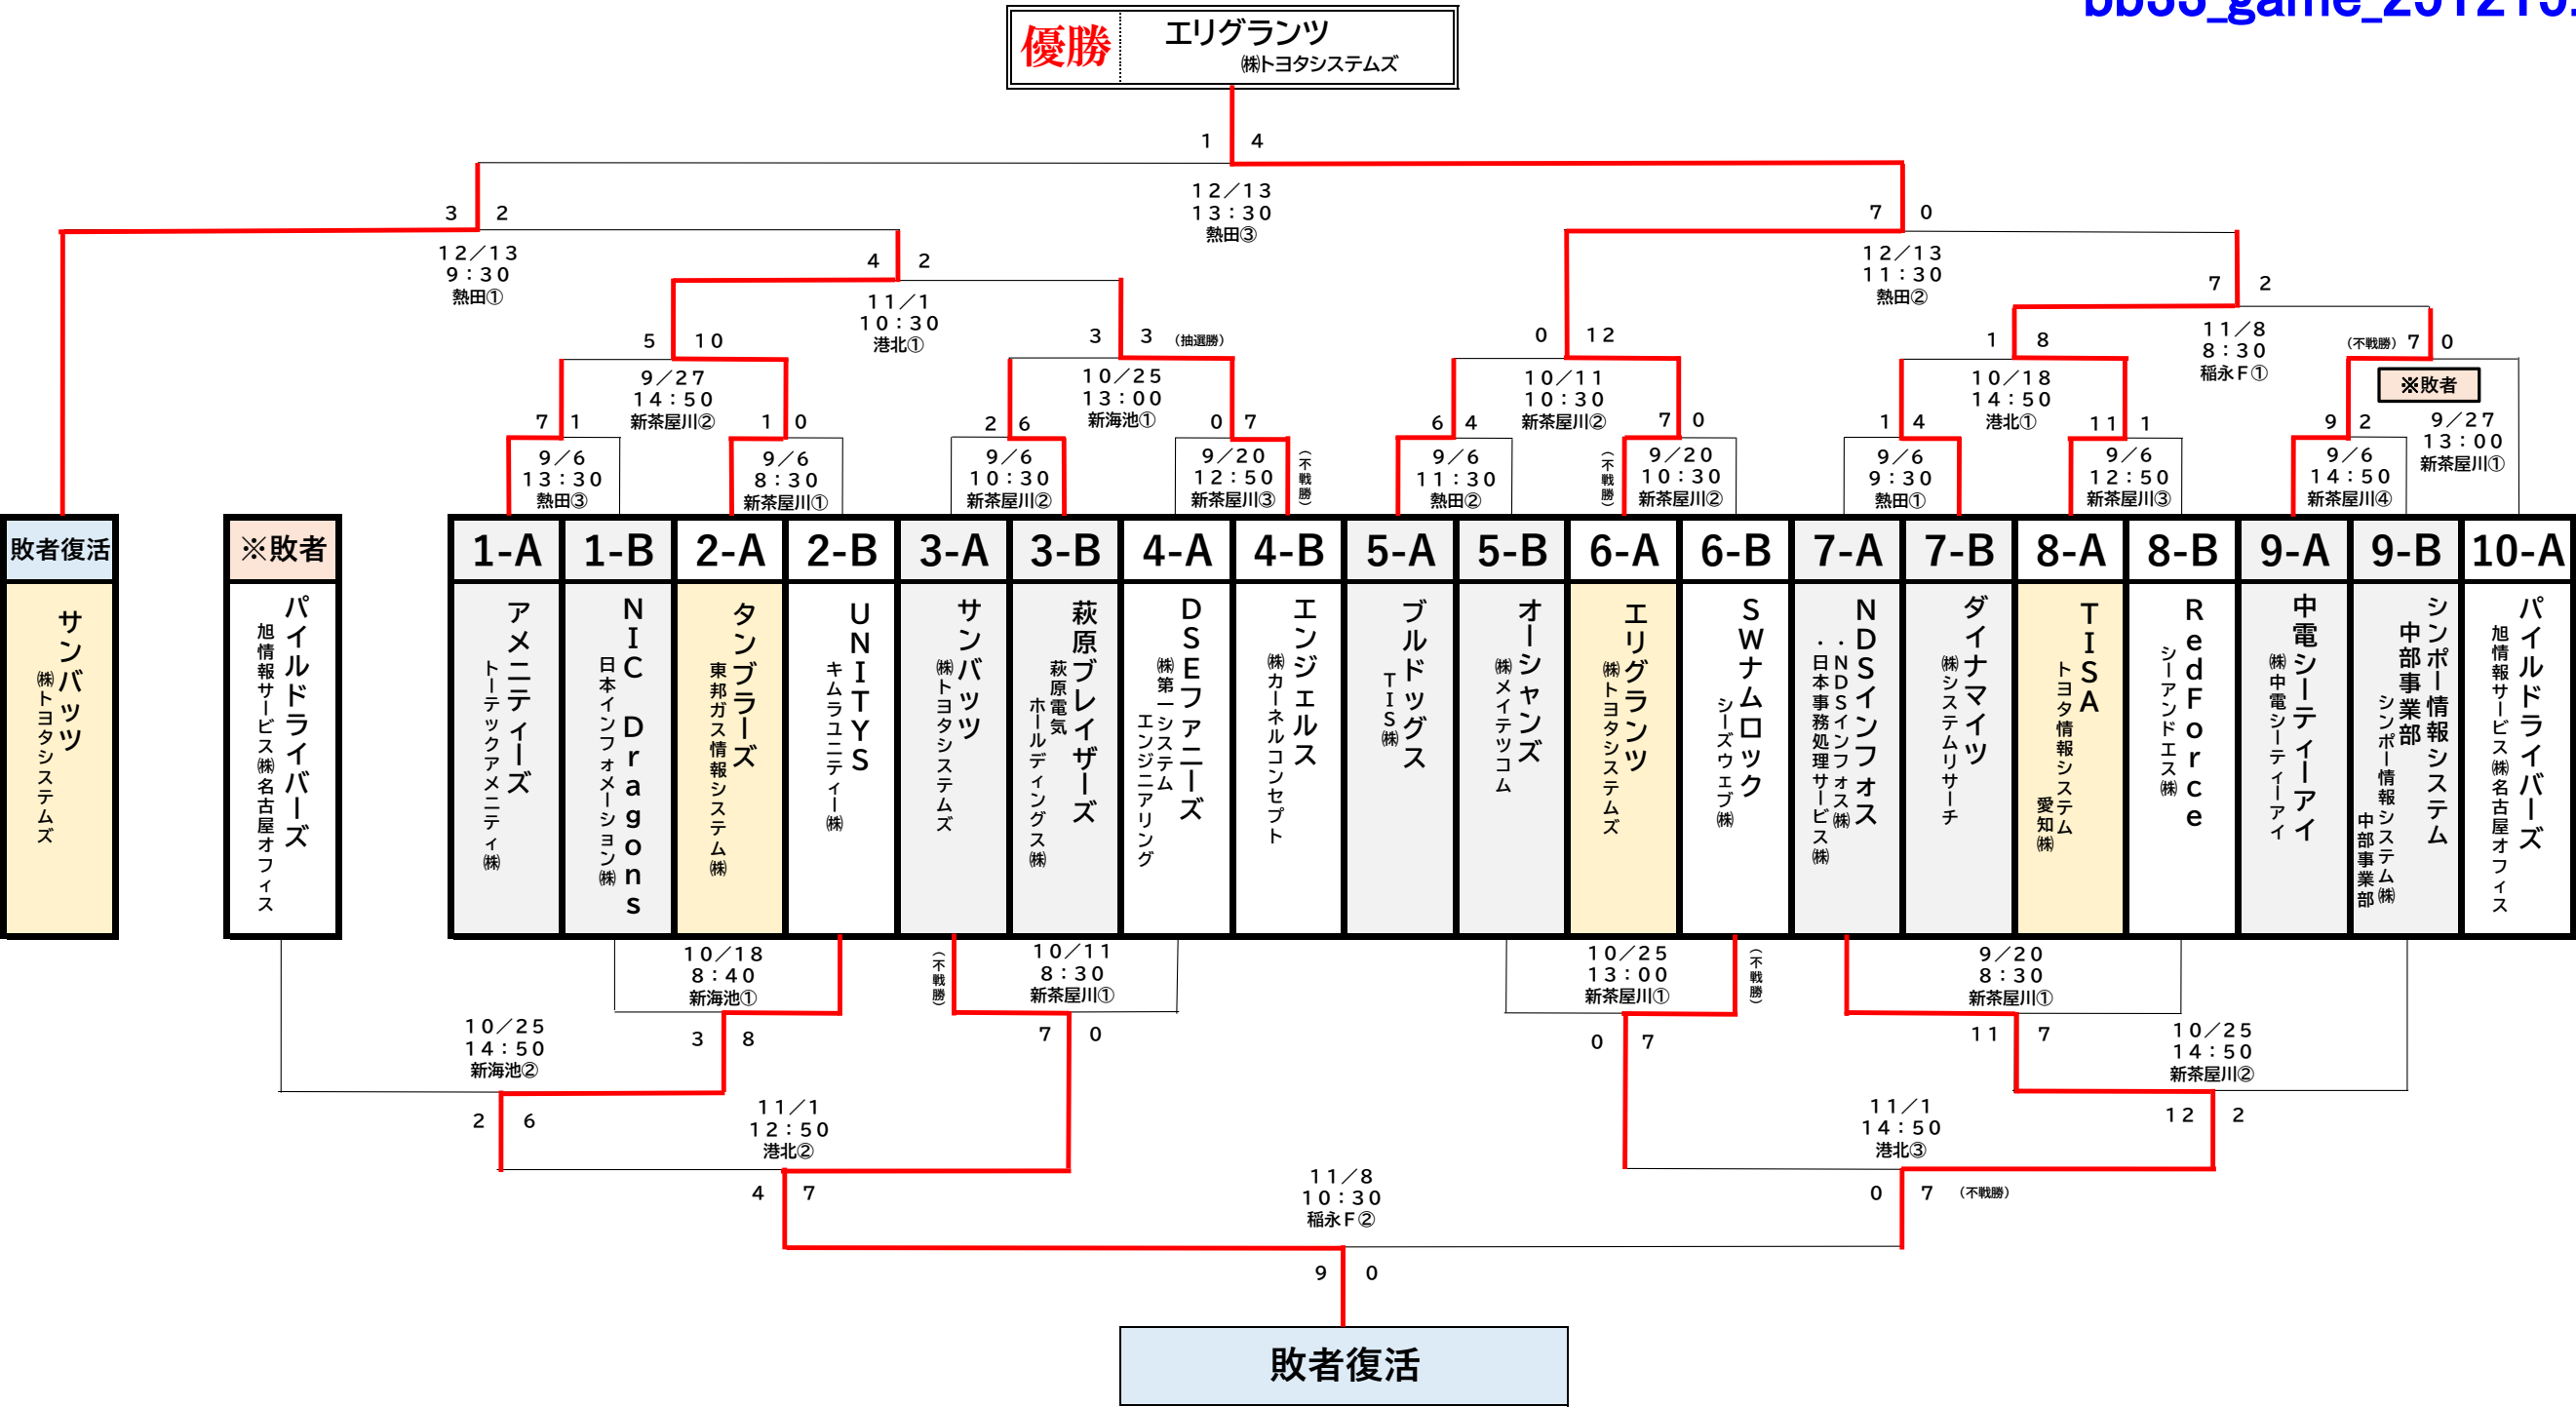 優勝
エリグランツ
㈱トヨタシステムズ
1 4
12／13
13：30
熱田③
3 2
12／13
9：30
熱田①
7 0
12／13
11：30
熱田②
4 2
11／1
10：30
港北①
7 2
11／8
8：30
稲永F①
5 10
9／27
14：50
新茶屋川②
3 3 （抽選勝）
10／25
13：00
新海池①
0 12
10／11
10：30
新茶屋川②
1 8
10／18
14：50
港北①
（不戦勝） 7 0
※敗者
9／27
13：00
新茶屋川①
7 1
9／6
13：30
熱田③
1 0
9／6
8：30
新茶屋川①
2 6
9／6
10：30
新茶屋川②
0 7
9／20
12：50
新茶屋川③
（不戦勝）
6 4
9／6
11：30
熱田②
（不戦勝）
7 0
9／20
10：30
新茶屋川②
1 4
9／6
9：30
熱田①
11 1
9／6
12：50
新茶屋川③
9 2
9／6
14：50
新茶屋川④
敗者復活
サンバッツ
㈱トヨタシステムズ
※敗者
パイルドライバーズ
旭情報サービス㈱名古屋オフィス
1-A
アメニティーズ
トーテックアメニティ㈱
1-B
NIC Dragons
日本インフォメーション㈱
2-A
タンブラーズ
東邦ガス情報システム㈱
2-B
UNITYS
キムラユニティー㈱
3-A
サンバッツ
㈱トヨタシステムズ
3-B
萩原ブレイザーズ
萩原電気
ホールディングス㈱
4-A
DSEファニーズ
㈱第一システム
エンジニアリング
4-B
エンジェルス
㈱カーネルコンセプト
5-A
ブルドッグス
TIS㈱
5-B
オーシャンズ
㈱メイテツコム
6-A
エリグランツ
㈱トヨタシステムズ
6-B
SWナムロック
シーズウェブ㈱
7-A
NDSインフォス
・NDSインフォス㈱
・日本事務処理サービス㈱
7-B
ダイナマイツ
㈱システムリサーチ
8-A
TISA
トヨタ情報システム
愛知㈱
8-B
RedForce
シーアンドエス㈱
9-A
中電シーティーアイ
㈱中電シーティーアイ
9-B
シンポー情報システム
中部事業部
シンポー情報システム㈱
中部事業部
10-A
パイルドライバーズ
旭情報サービス㈱名古屋オフィス
10／18
8：40
新海池①
3 8
（不戦勝）
10／11
8：30
新茶屋川①
7 0
10／25
13：00
新茶屋川①
（不戦勝）
0 7
9／20
8：30
新茶屋川①
11 7
10／25
14：50
新海池②
2 6
10／25
14：50
新茶屋川②
12 2
11／1
12：50
港北②
4 7
11／1
14：50
港北③
0 7 （不戦勝）
11／8
10：30
稲永F②
9 0
敗者復活